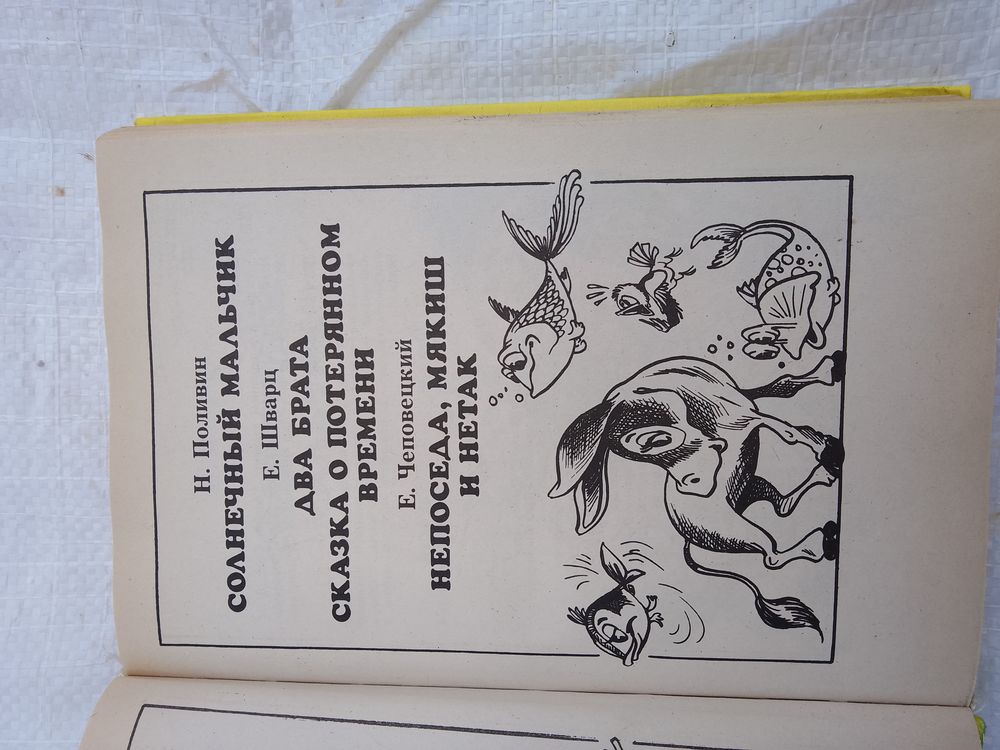 Н. Поливин
СОЛНЕЧНЫЙ МАЛЬЧИК
Е. Шварц
ДВА БРАТА
СКАЗКА О ПОТЕРЯННОМ
ВРЕМЕНИ
Е. Чеповецкий
НЕПОСЕДА, МЯКИШ
И НЕТАК